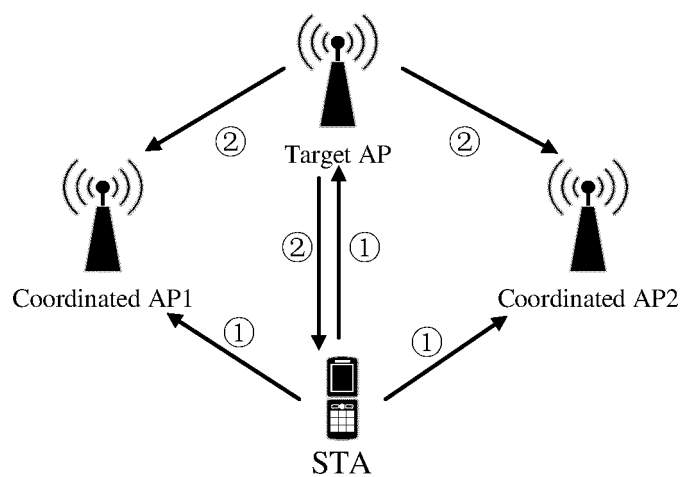 ②
②
Target AP
②
①
Coordinated AP1
Coordinated AP2
①
①
STA